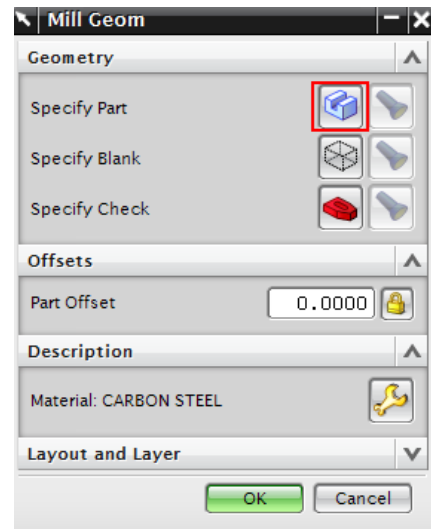 Mill Geom
Geometry
Specify Part
Specify Blank
Specify Check
Offsets
Part Offset 0.0000
Description
Material: CARBON STEEL
Layout and Layer
OK Cancel